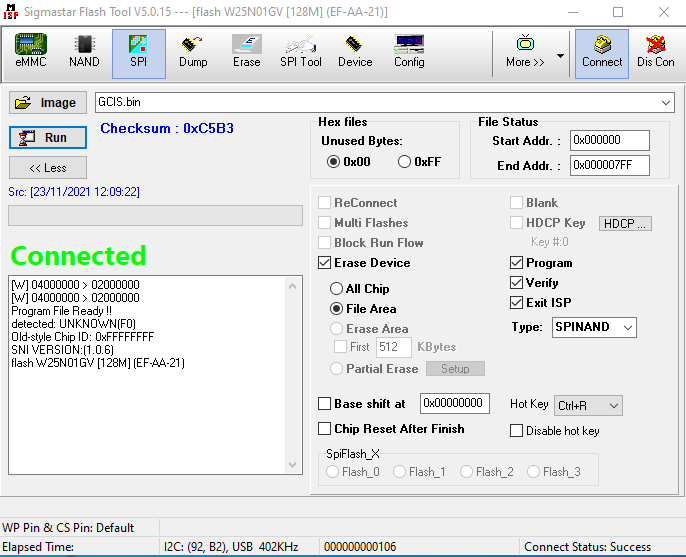 M
ISP
Sigmastar Flash Tool V5.0.15 --- [flash W25N01GV [128M] (EF-AA-21)]
eMMC NAND SPI Dump Erase SPI Tool Device Config More >> Connect Dis Con
Image GCIS.bin
Run Checksum : 0xC5B3
<< Less
Src: [23/11/2021 12:09:22]
Connected
[W] 04000000 > 02000000
[W] 04000000 > 02000000
Program File Ready !!
detected: UNKNOWN(F0)
Old-style Chip ID: 0xFFFFFFFF
SNI VERSION:(1.0.6)
flash W25N01GV [128M] (EF-AA-21)
Hex files
Unused Bytes:
0x00 0xFF
File Status
Start Addr. : 0x000000
End Addr. : 0x000007FF
ReConnect Blank
Multi Flashes HDCP Key HDCP ...
Block Run Flow Key #:0
Erase Device Program
All Chip Verify
File Area Exit ISP
Erase Area Type: SPINAND
First 512 KBytes
Partial Erase Setup
Base shift at 0x00000000 Hot Key Ctrl+R
Chip Reset After Finish Disable hot key
SpiFlash_X
Flash_0 Flash_1 Flash_2 Flash_3
WP Pin & CS Pin: Default
Elapsed Time: I2C: (92, B2), USB 402KHz 000000000106 Connect Status: Success